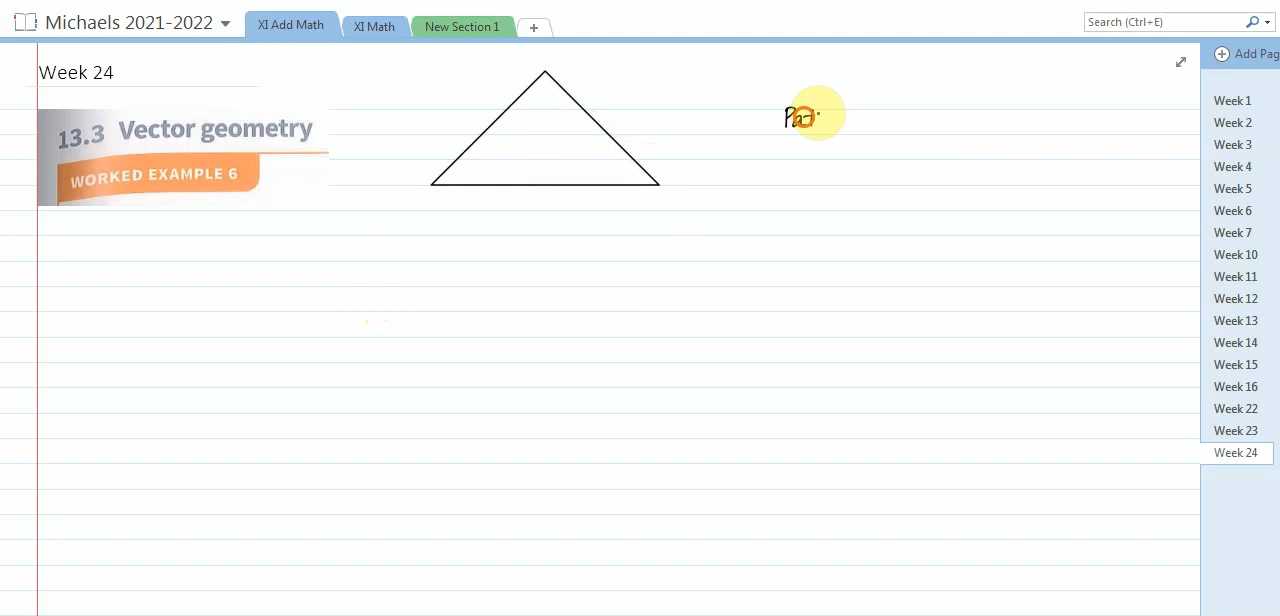 Michaels 2021-2022
XI Add Math
XI Math
New Section 1
+
Search (Ctrl+E)
Add Pag
Week 24
13.3 Vector geometry
WORKED EXAMPLE 6
Week 1
Week 2
Week 3
Week 4
Week 5
Week 6
Week 7
Week 10
Week 11
Week 12
Week 13
Week 14
Week 15
Week 16
Week 22
Week 23
Week 24